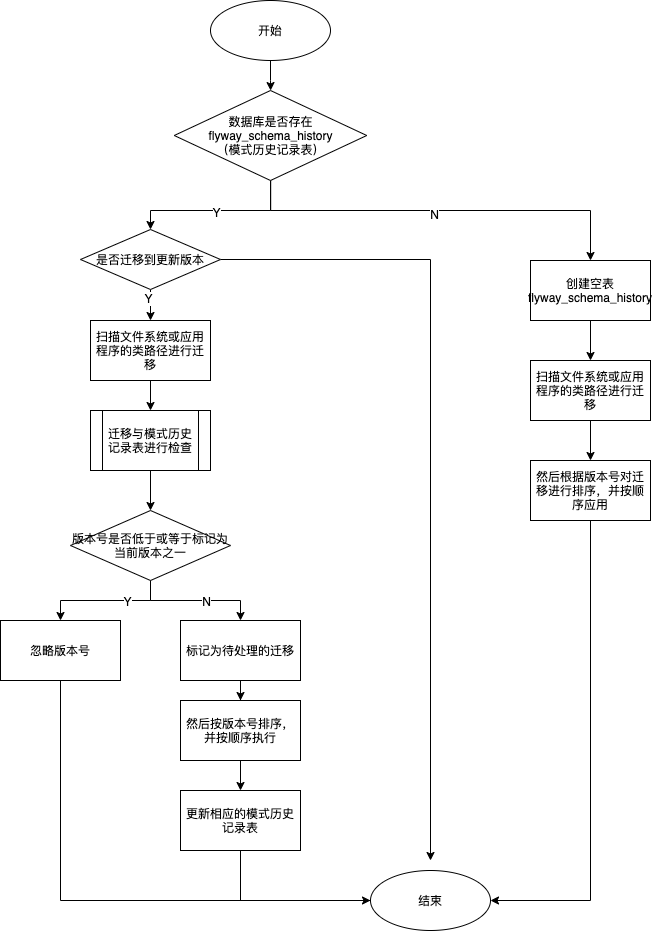 开始
数据库是否存在
flyway_schema_history
（模式历史记录表）
Y
N
是否迁移到更新版本
创建空表
flyway_schema_history
Y
扫描文件系统或应用
程序的类路径进行迁
移
扫描文件系统或应用
程序的类路径进行迁
移
迁移与模式历史
记录表进行检查
然后根据版本号对迁
移进行排序，并按顺
序应用
版本号是否低于或等于标记为
当前版本之一
Y
N
忽略版本号
标记为待处理的迁移
然后按版本号排序，
并按顺序执行
更新相应的模式历史
记录表
结束